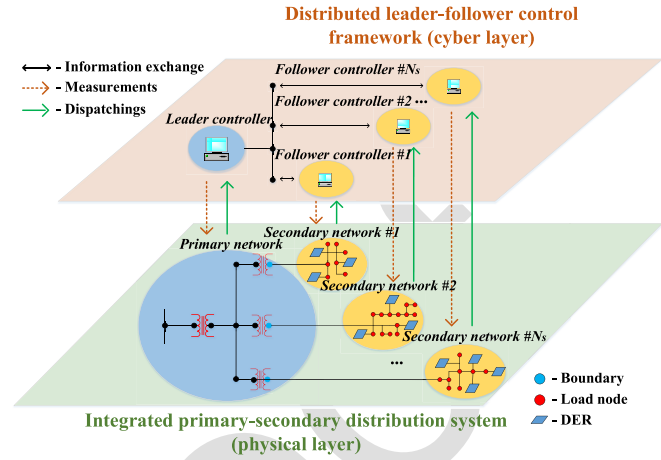 Distributed leader-follower control
framework (cyber layer)
- Information exchange
- Measurements
- Dispatchings
Follower controller #Ns
Follower controller #2
...
Leader controller
Follower controller #1
Primary network
Secondary network #1
Secondary network #2
Secondary network #Ns
...
- Boundary
- Load node
- DER
Integrated primary-secondary distribution system
(physical layer)